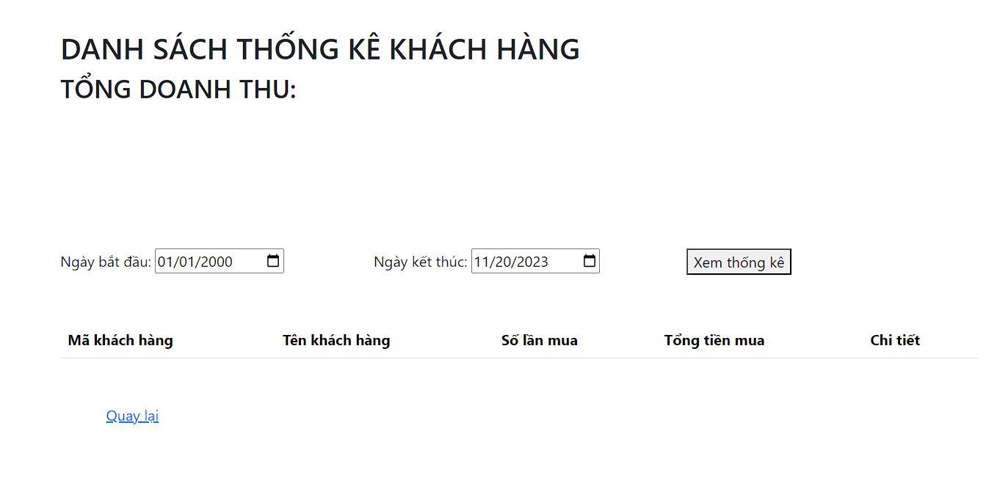 DANH SÁCH THỐNG KÊ KHÁCH HÀNG
TỔNG DOANH THU:
Ngày bắt đầu: 01/01/2000 Ngày kết thúc: 11/20/2023 Xem thống kê
Mã khách hàng Tên khách hàng Số lần mua Tổng tiền mua Chi tiết
Quay lại